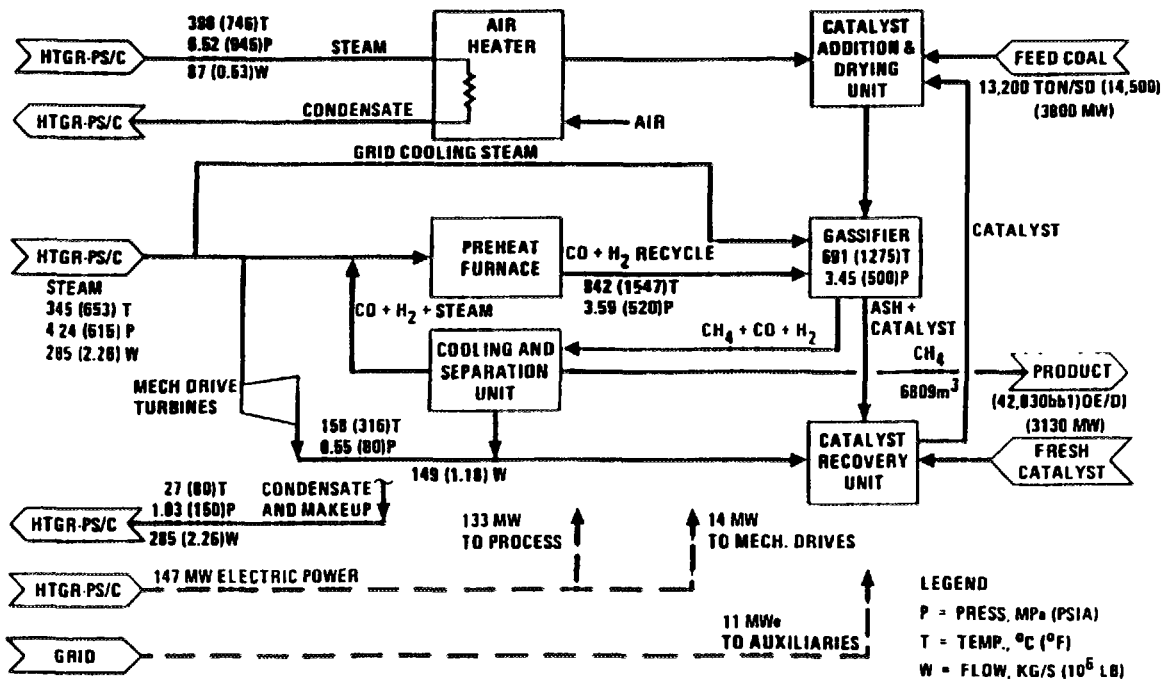 398 (746)T
6.52 (945)P
87 (0.53)W
HTGR-PS/C
STEAM
AIR
HEATER
CATALYST
ADDITION &
DRYING
UNIT
FEED COAL
13,200 TON/SD (14,500)
(3800 MW)
HTGR-PS/C
CONDENSATE
AIR
GRID COOLING STEAM
HTGR-PS/C
STEAM
345 (653) T
4 24 (615) P
285 (2.26) W
PREHEAT
FURNACE
CO + H2 RECYCLE
842 (1547)T
3.59 (520)P
GASSIFIER
691 (1275)T
3.45 (500)P
CATALYST
CO + H2 + STEAM
ASH +
CATALYST
CH4 + CO + H2
COOLING AND
SEPARATION
UNIT
CH4
6809m3
PRODUCT
(42,830bb1) OE/D)
(3130 MW)
MECH DRIVE
TURBINES
158 (316)T
0.55 (80)P
149 (1.18) W
CATALYST
RECOVERY
UNIT
FRESH
CATALYST
27 (80)T
1.03 (150)P
285 (2.26)W
HTGR-PS/C
CONDENSATE
AND MAKEUP
133 MW
TO PROCESS
14 MW
TO MECH. DRIVES
HTGR-PS/C
147 MW ELECTRIC POWER
GRID
11 MWe
TO AUXILIARIES
LEGEND
P = PRESS, MPa (PSIA)
T = TEMP., °C (°F)
W = FLOW, KG/S (106 LB)